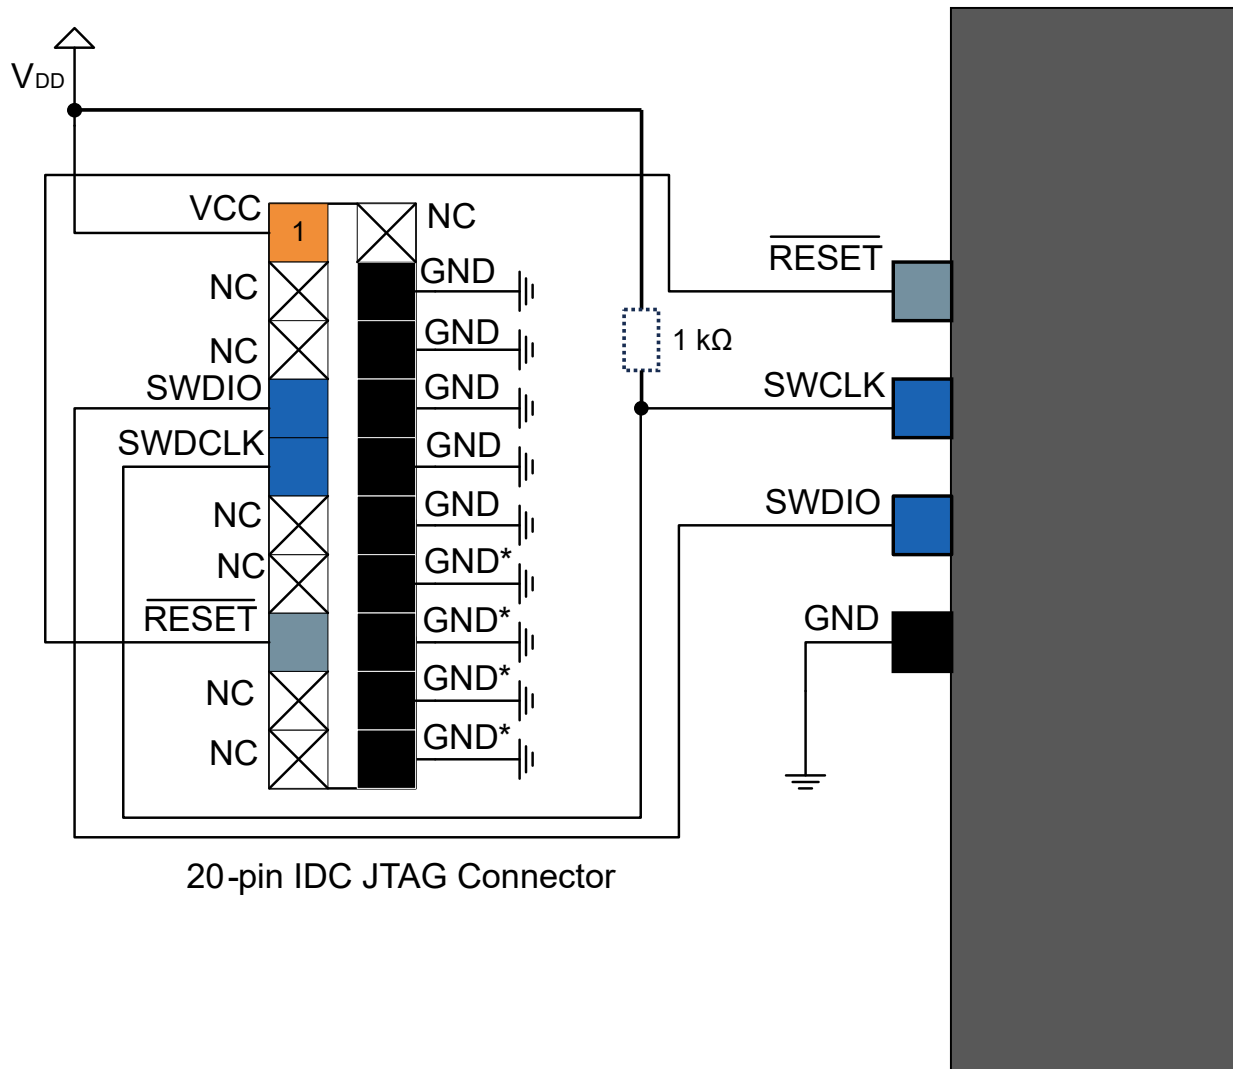 VDD
VCC
1
NC
NC
GND
NC
GND
SWDIO
GND
SWDCLK
GND
NC
GND
NC
GND*
RESET
GND*
NC
GND*
NC
GND*
1 kΩ
RESET
SWCLK
SWDIO
GND
20-pin IDC JTAG Connector